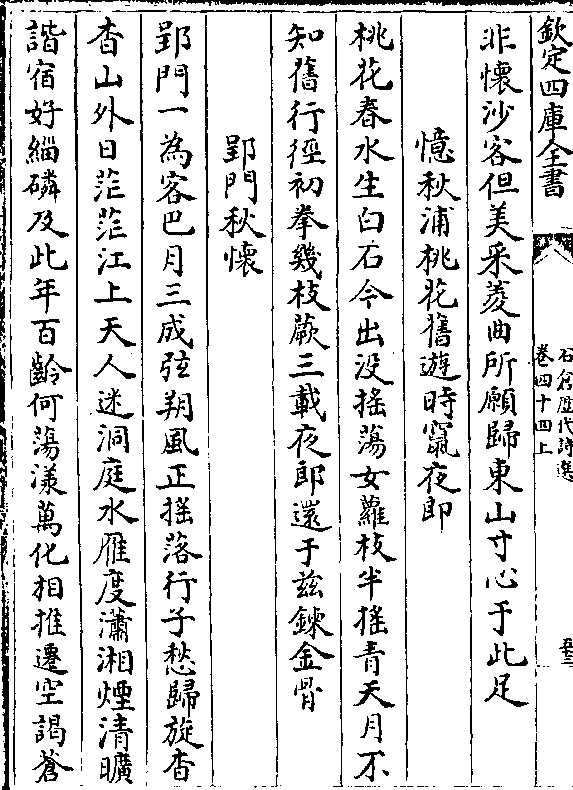 欽定四庫全書
石倉歷代詩選
卷四十四上
非懷沙客但美采菱曲所願歸東山寸心于此足
憶秋浦桃花舊遊時竄夜郎
桃花春水生白石今出没搖蕩女蘿枝半搖青天月不
知舊行徑初拳幾枝蕨三載夜郎還于兹鍊金骨
郢門秋懷
郢門一為客巴月三成弦朔風正搖落行子愁歸旋杳
杳山外日茫茫江上天人迷洞庭水雁度瀟湘煙清曠
諧宿好緇磷及此年百齡何蕩漾萬化相推遷空謁蒼